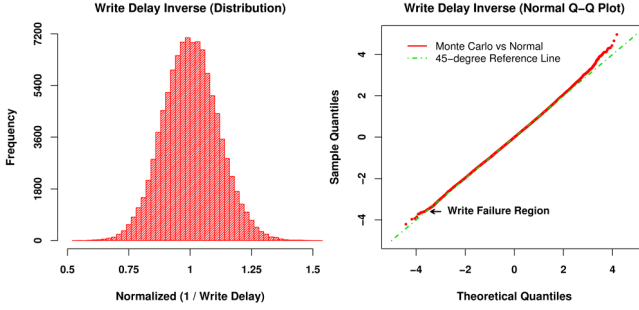 Write Delay Inverse (Distribution)
Frequency
7200
5400
3600
1800
0
0.5 0.75 1 1.25 1.5
Normalized (1 / Write Delay)
Write Delay Inverse (Normal Q−Q Plot)
Monte Carlo vs Normal
45−degree Reference Line
Sample Quantiles
4
2
0
−2
−4
Write Failure Region
−4 −2 0 2 4
Theoretical Quantiles